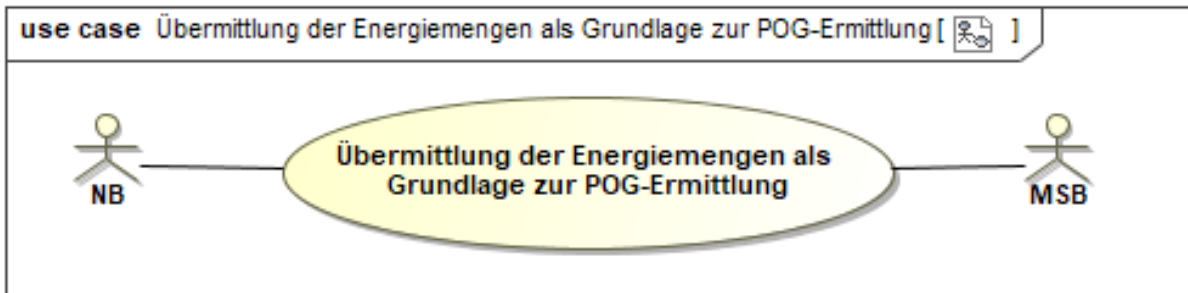 use case Übermittlung der Energiemengen als Grundlage zur POG-Ermittlung [ ]
Übermittlung der Energiemengen als
Grundlage zur POG-Ermittlung
NB
MSB